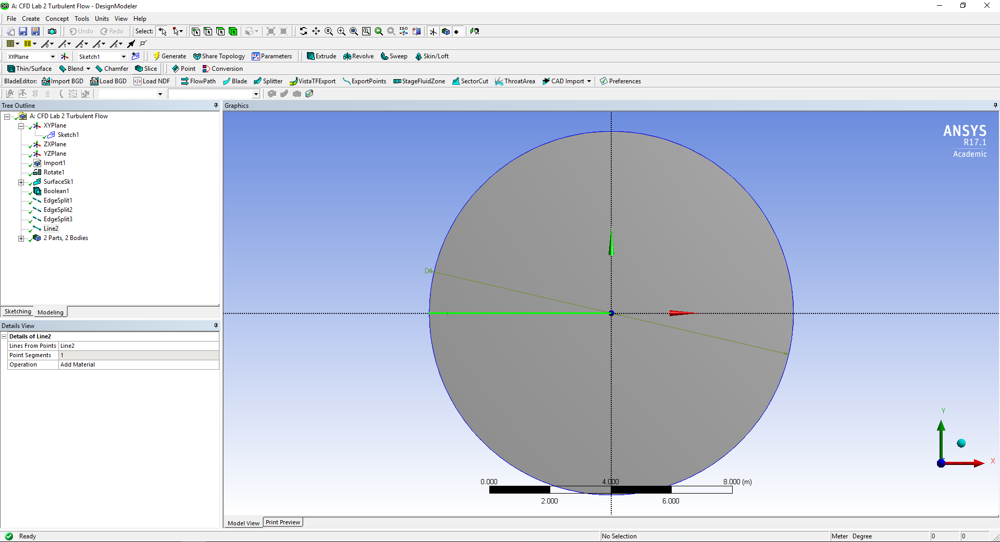 A: CFD Lab 2 Turbulent Flow - DesignModeler
File Create Concept Tools Units View Help
Undo Redo Select: ISO
XYPlane Sketch1 Generate Share Topology Parameters Extrude Revolve Sweep Skin/Loft
Thin/Surface Blend Chamfer Slice Point Conversion
BladeEditor: Import BGD Load BGD Load NDF FlowPath Blade Splitter VistaTFExport ExportPoints StageFluidZone SectorCut ThroatArea CAD Import Preferences
Tree Outline
A: CFD Lab 2 Turbulent Flow
XYPlane
Sketch1
ZXPlane
YZPlane
Import1
Rotate1
SurfaceSk1
Boolean1
EdgeSplit1
EdgeSplit2
EdgeSplit3
Line2
2 Parts, 2 Bodies
Sketching Modeling
Details View
Details of Line2
Lines From Points Line2
Point Segments 1
Operation Add Material
Graphics
ANSYS
R17.1
Academic
Y
X
0.000 4.000 8.000 (m)
2.000 6.000
Model View Print Preview
Ready No Selection Meter Degree 0 0